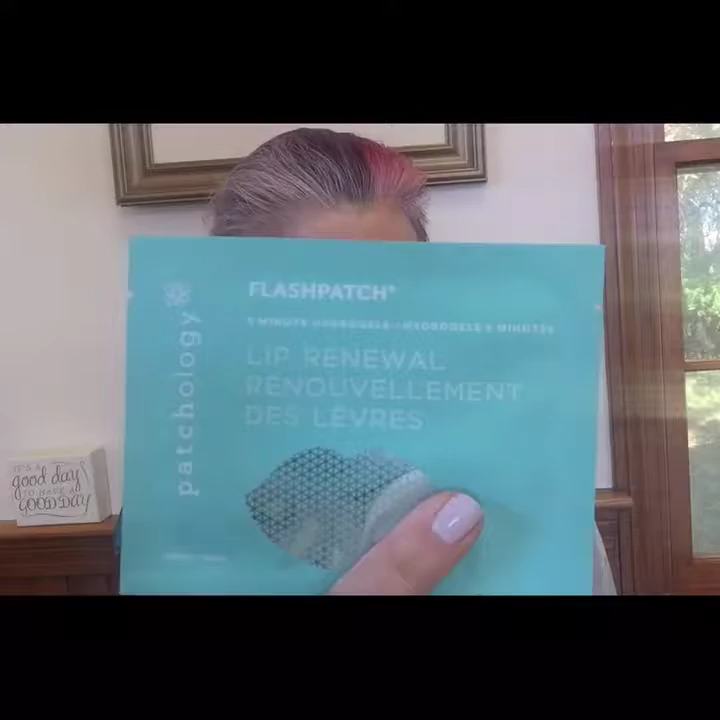 patchology
FLASHPATCH®
5 MINUTE HYDROGELS • HYDROGELS 5 MINUTES
LIP RENEWAL
RENOUVELLEMENT
DES LÈVRES
IT'S A
good day
TO HAVE A
GOOD DAY